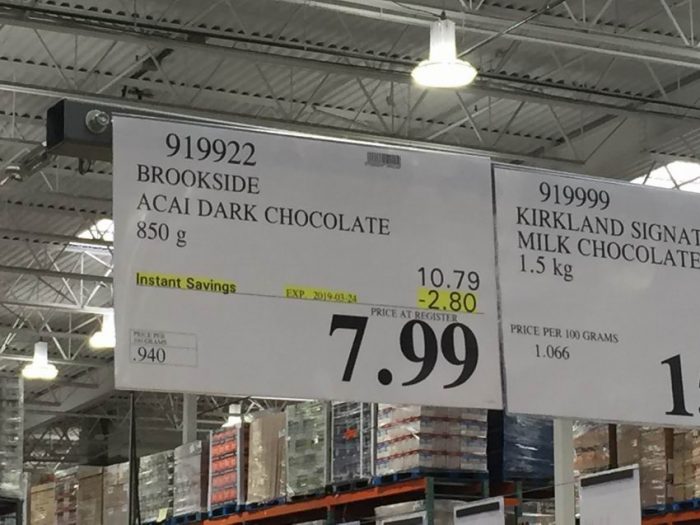 919922
BROOKSIDE
ACAI DARK CHOCOLATE
850 g
10.79
Instant Savings
EXP. 2019-03-24
-2.80
PRICE AT REGISTER
7.99
PRICE PER
100 GRAMS
.940
919999
KIRKLAND SIGNAT
MILK CHOCOLATE
1.5 kg
PRICE PER 100 GRAMS
1.066
1